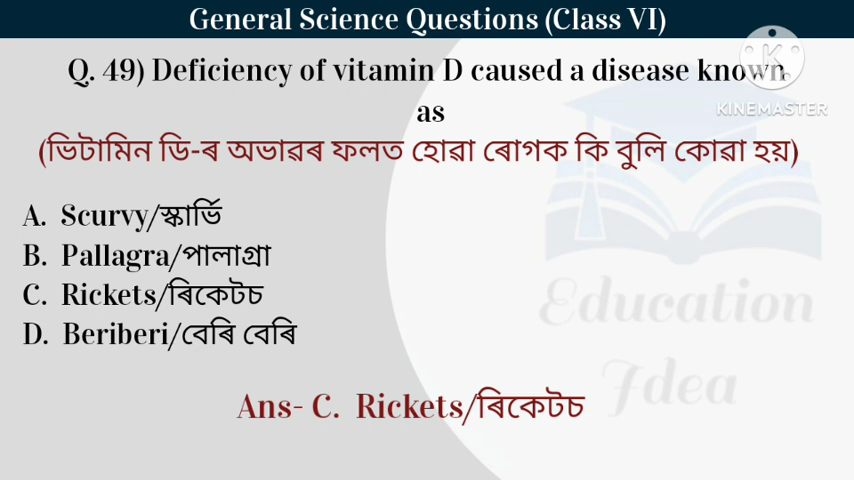 General Science Questions (Class VI)
Q. 49) Deficiency of vitamin D caused a disease known
as
(ভিটামিন ডি-ৰ অভাৱৰ ফলত হোৱা ৰোগক কি বুলি কোৱা হয়)
A. Scurvy/স্কাৰ্ভি
B. Pallagra/পালাগ্ৰা
C. Rickets/ৰিকেটচ
D. Beriberi/বেৰি বেৰি
Ans- C. Rickets/ৰিকেটচ
K
KINEMASTER
Education
Idea